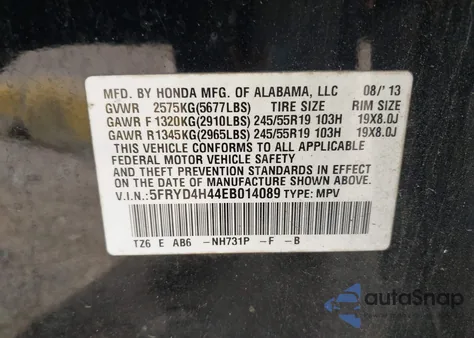 MFD. BY HONDA MFG. OF ALABAMA, LLC 08/'13
GVWR 2575KG(5677LBS) TIRE SIZE RIM SIZE
GAWR F 1320KG(2910LBS) 245/55R19 103H 19X8.0J
GAWR R 1345KG(2965LBS) 245/55R19 103H 19X8.0J
THIS VEHICLE CONFORMS TO ALL APPLICABLE
FEDERAL MOTOR VEHICLE SAFETY
AND THEFT PREVENTION STANDARDS IN EFFECT
ON THE DATE OF MANUFACTURE SHOWN ABOVE.
V.I.N.: 5FRYD4H44EB014089 TYPE: MPV
TZ6 E AB6 -NH731P -F -B
autoSnap
by carfast express